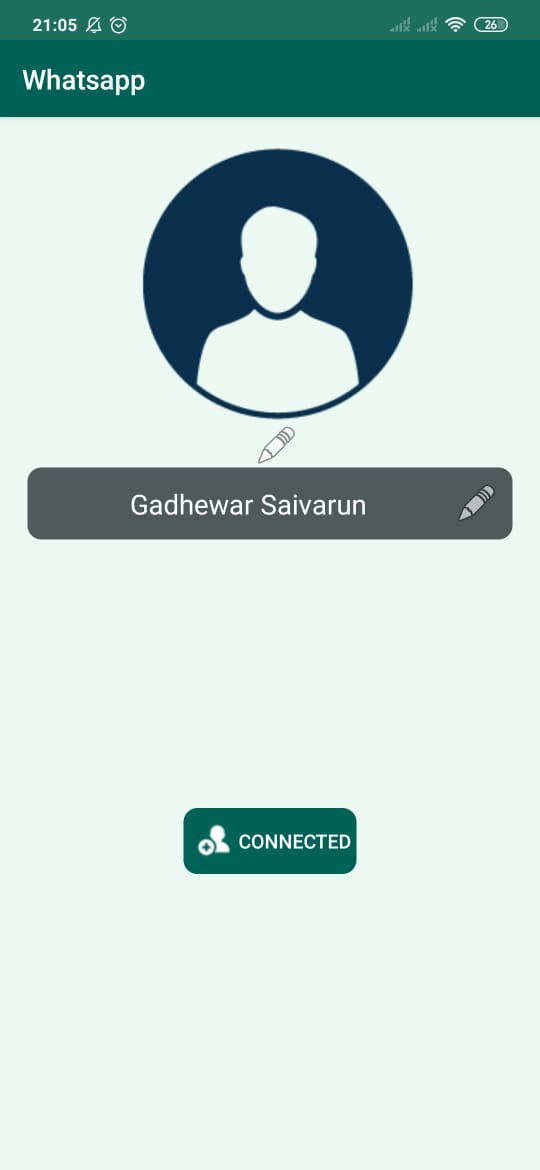 21:05
26
Whatsapp
Gadhewar Saivarun
CONNECTED